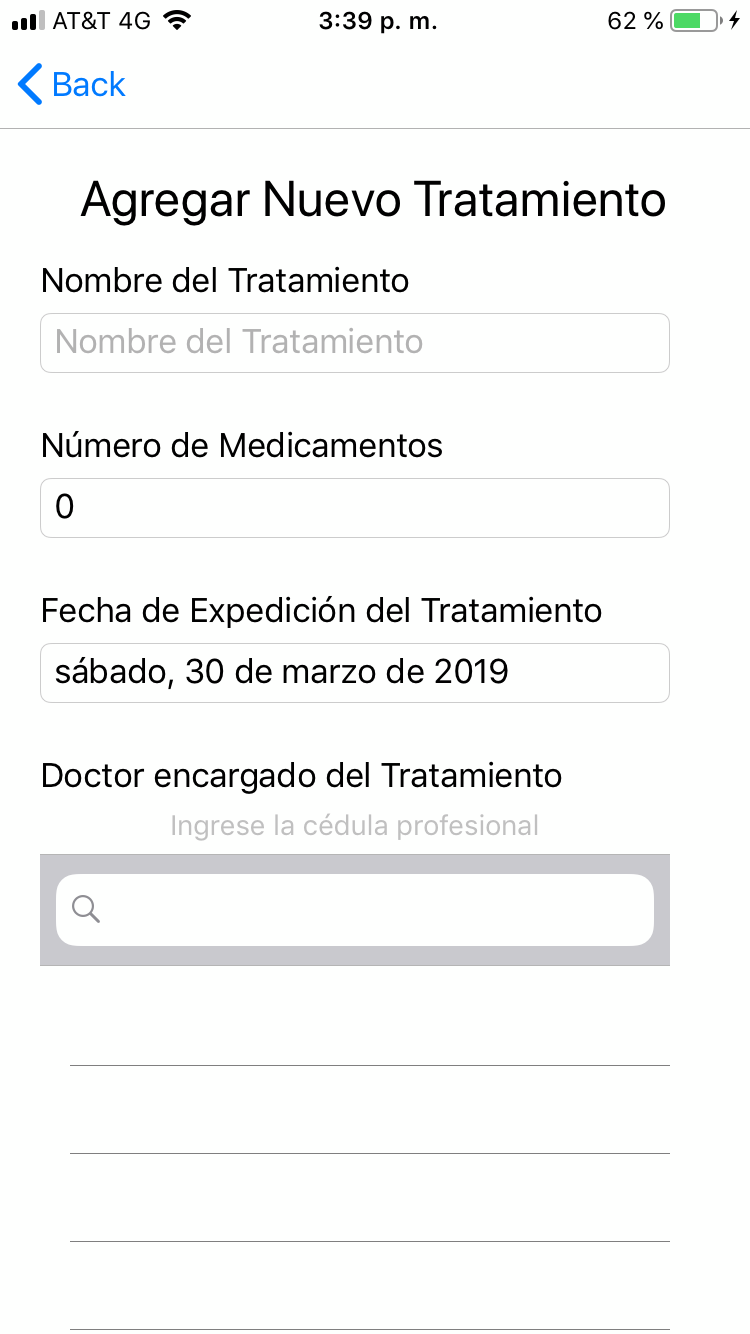 AT&T 4G 3:39 p. m. 62 %
Back
Agregar Nuevo Tratamiento
Nombre del Tratamiento
Nombre del Tratamiento
Número de Medicamentos
0
Fecha de Expedición del Tratamiento
sábado, 30 de marzo de 2019
Doctor encargado del Tratamiento
Ingrese la cédula profesional